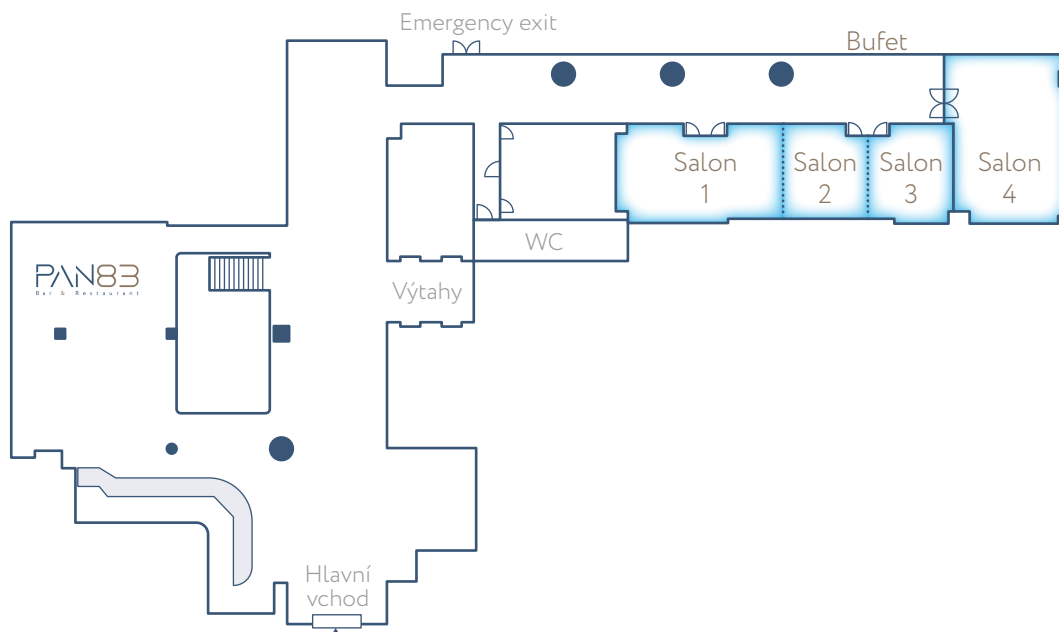 Emergency exit
Bufet
Salon
1
Salon
2
Salon
3
Salon
4
WC
PAN83
Bar & Restaurant
Výtahy
Hlavní
vchod